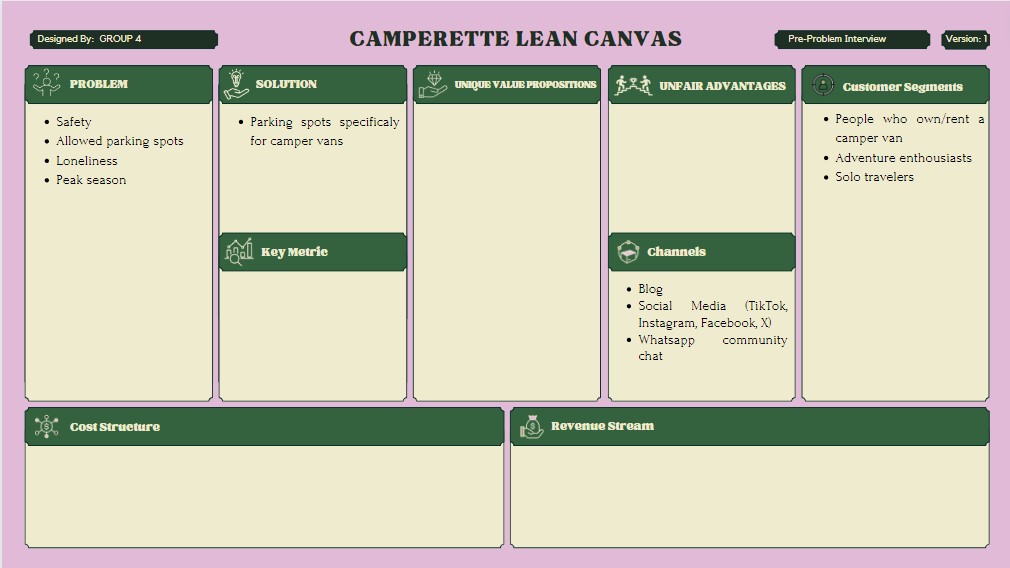 Designed By: GROUP 4
CAMPERETTE LEAN CANVAS
Pre-Problem Interview
Version: 1
PROBLEM
Safety
Allowed parking spots
Loneliness
Peak season
SOLUTION
Parking spots specificaly
for camper vans
Key Metric
UNIQUE VALUE PROPOSITIONS
UNFAIR ADVANTAGES
Channels
Blog
Social Media (TikTok,
Instagram, Facebook, X)
Whatsapp community
chat
Customer Segments
People who own/rent a
camper van
Adventure enthusiasts
Solo travelers
Cost Structure
Revenue Stream